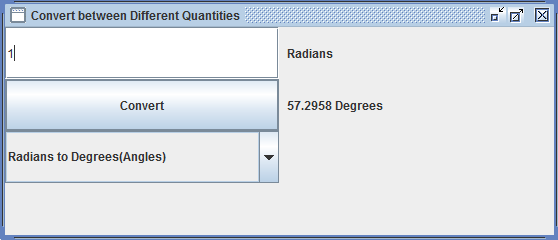 Convert between Different Quantities
1
Radians
Convert
57.2958 Degrees
Radians to Degrees(Angles)